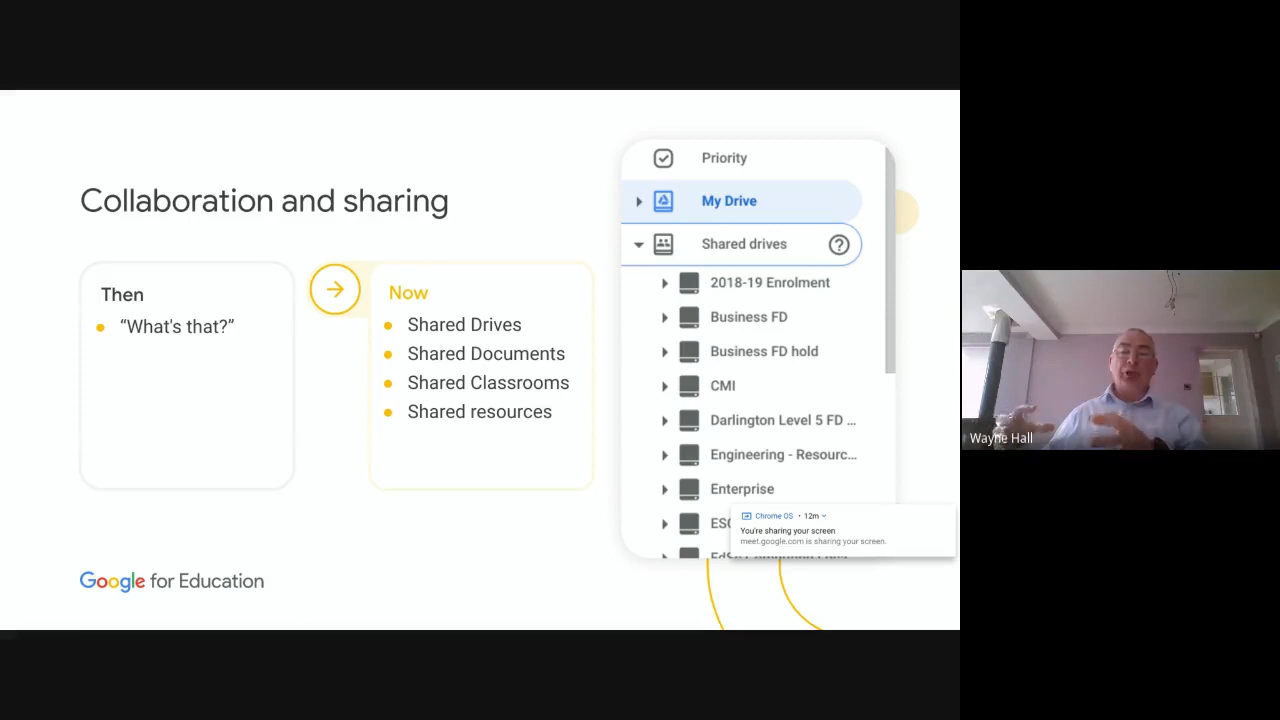 Collaboration and sharing
Then
“What's that?”
Now
Shared Drives
Shared Documents
Shared Classrooms
Shared resources
Google for Education
Priority
My Drive
Shared drives
2018-19 Enrolment
Business FD
Business FD hold
CMI
Darlington Level 5 FD ...
Engineering - Resourc...
Enterprise
Chrome OS • 12m
You're sharing your screen
meet.google.com is sharing your screen.
Wayne Hall